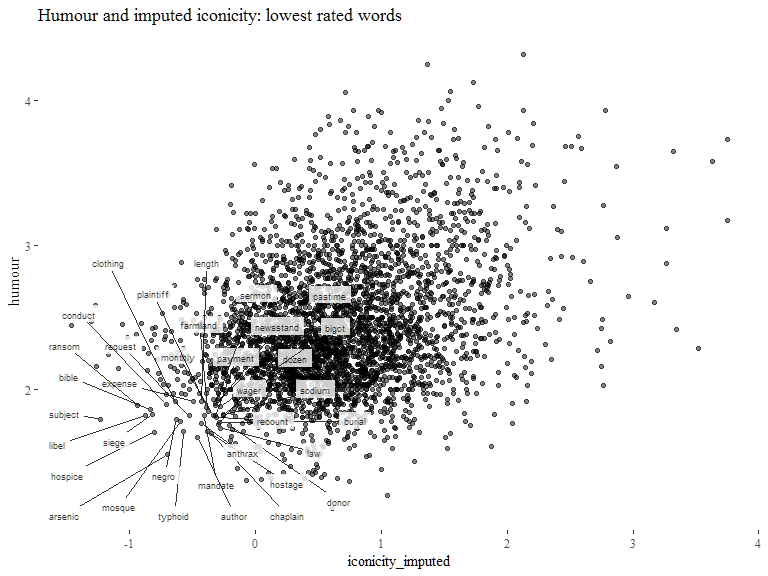 Humour and imputed iconicity: lowest rated words
4
3
2
humour
clothing
length
plaintiff
sermon
pastime
conduct
farmland
newsstand
bigot
ransom
request
monthly
payment
dozen
bible
expense
wager
sodium
subject
recount
burial
libel
siege
anthrax
law
hospice
negro
mandate
hostage
mosque
donor
arsenic
typhoid
author
chaplain
-1
0
1
2
3
4
iconicity_imputed